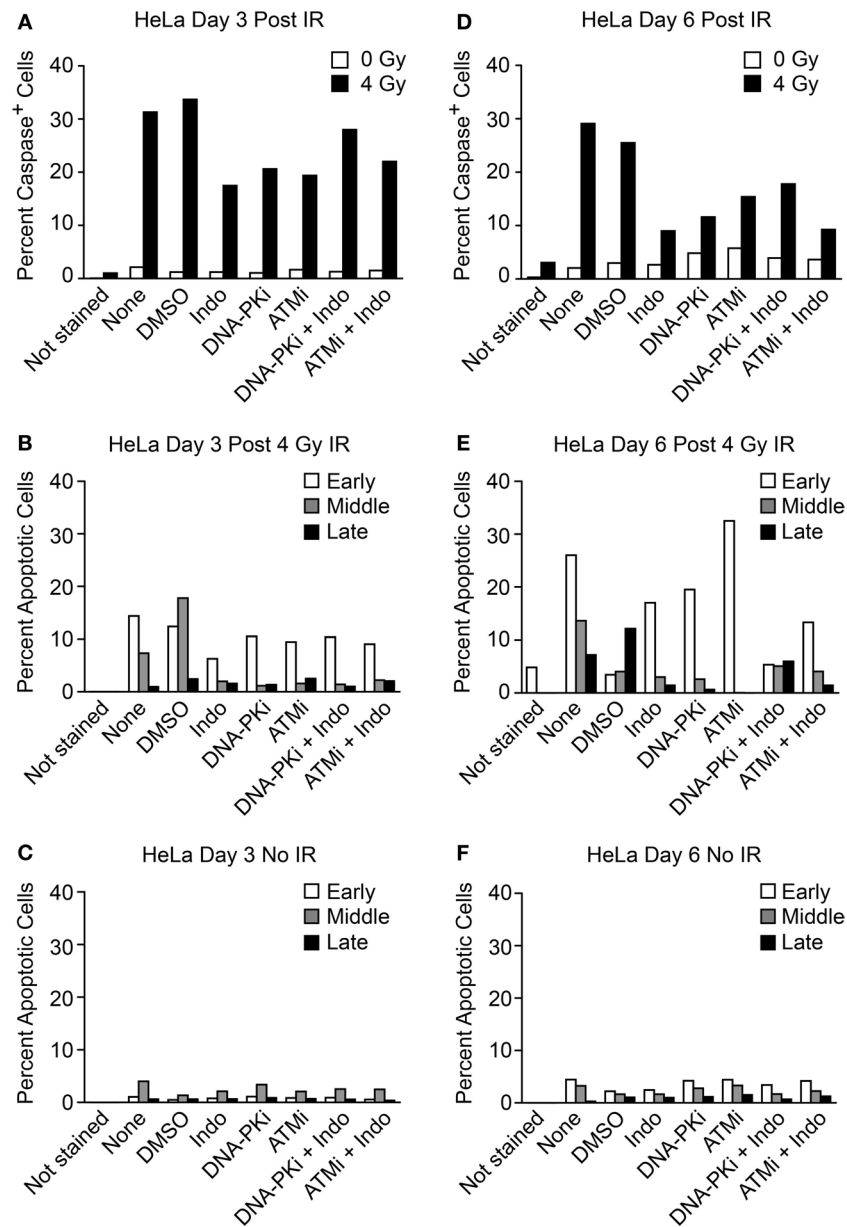 A
HeLa Day 3 Post IR
0 Gy
4 Gy
Percent Caspase+ Cells
40
30
20
10
0
Not stained
None
DMSO
Indo
DNA-PKi
ATMi
DNA-PKi + Indo
ATMi + Indo
D
HeLa Day 6 Post IR
0 Gy
4 Gy
Percent Caspase+ Cells
40
30
20
10
0
Not stained
None
DMSO
Indo
DNA-PKi
ATMi
DNA-PKi + Indo
ATMi + Indo
B
HeLa Day 3 Post 4 Gy IR
Early
Middle
Late
Percent Apoptotic Cells
40
30
20
10
0
Not stained
None
DMSO
Indo
DNA-PKi
ATMi
DNA-PKi + Indo
ATMi + Indo
E
HeLa Day 6 Post 4 Gy IR
Early
Middle
Late
Percent Apoptotic Cells
40
30
20
10
0
Not stained
None
DMSO
Indo
DNA-PKi
ATMi
DNA-PKi + Indo
ATMi + Indo
C
HeLa Day 3 No IR
Early
Middle
Late
Percent Apoptotic Cells
40
30
20
10
0
Not stained
None
DMSO
Indo
DNA-PKi
ATMi
DNA-PKi + Indo
ATMi + Indo
F
HeLa Day 6 No IR
Early
Middle
Late
Percent Apoptotic Cells
40
30
20
10
0
Not stained
None
DMSO
Indo
DNA-PKi
ATMi
DNA-PKi + Indo
ATMi + Indo